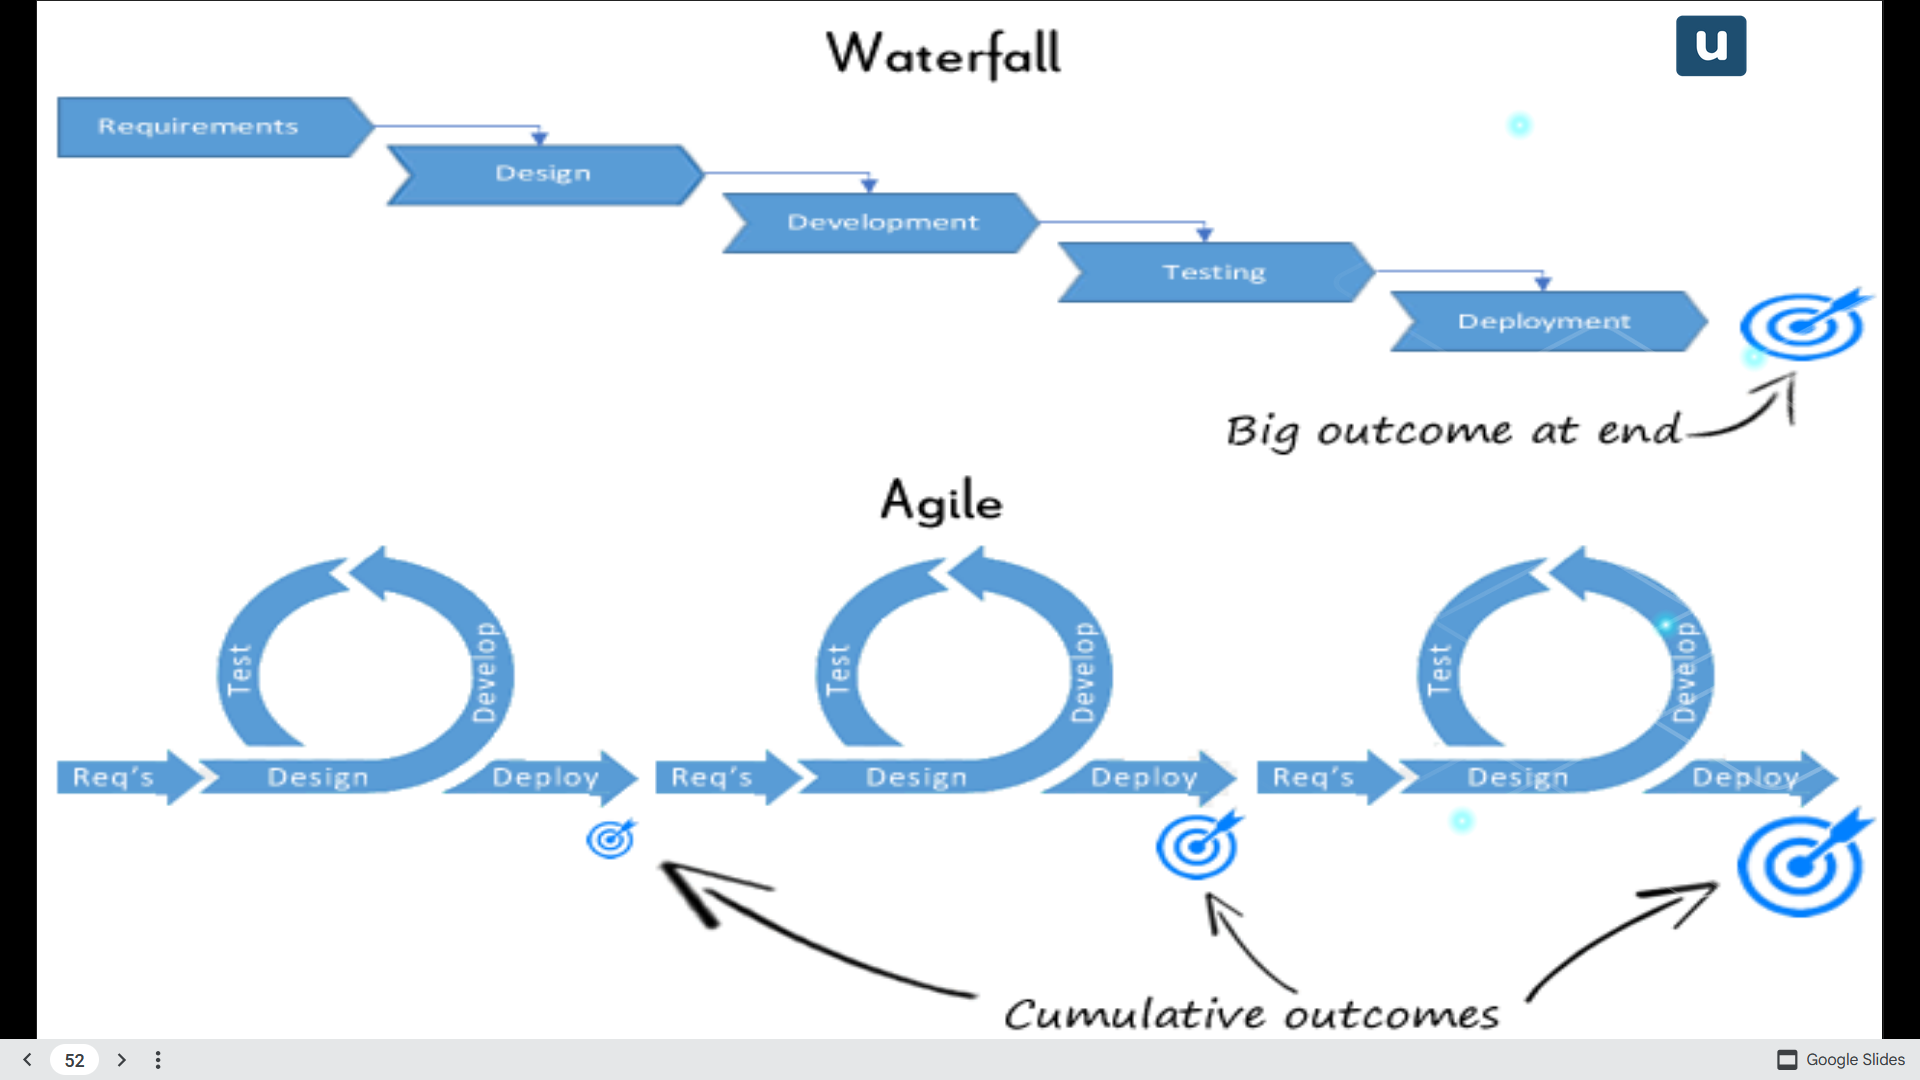 Waterfall
u
Requirements
Design
Development
Testing
Deployment
Big outcome at end
Agile
Test
Develop
Req's
Design
Deploy
Test
Develop
Req's
Design
Deploy
Test
Develop
Req's
Design
Deploy
Cumulative outcomes
52
Google Slides